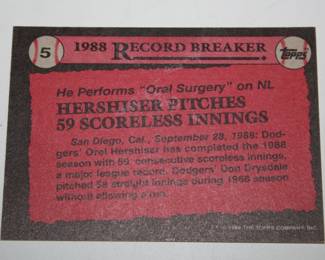 5
1988 RECORD BREAKER
Topps
He Performs "Oral Surgery" on NL
HERSHISER PITCHES
59 SCORELESS INNINGS
San Diego, Cal., September 28, 1988: Dod-
gers' Orel Hershiser has completed the 1988
season with 59 consecutive scoreless innings,
a major league record. Dodgers' Don Drysdale
pitched 58 straight innings during 1968 season
without allowing a run.
THE TOPPS COMPANY, INC.